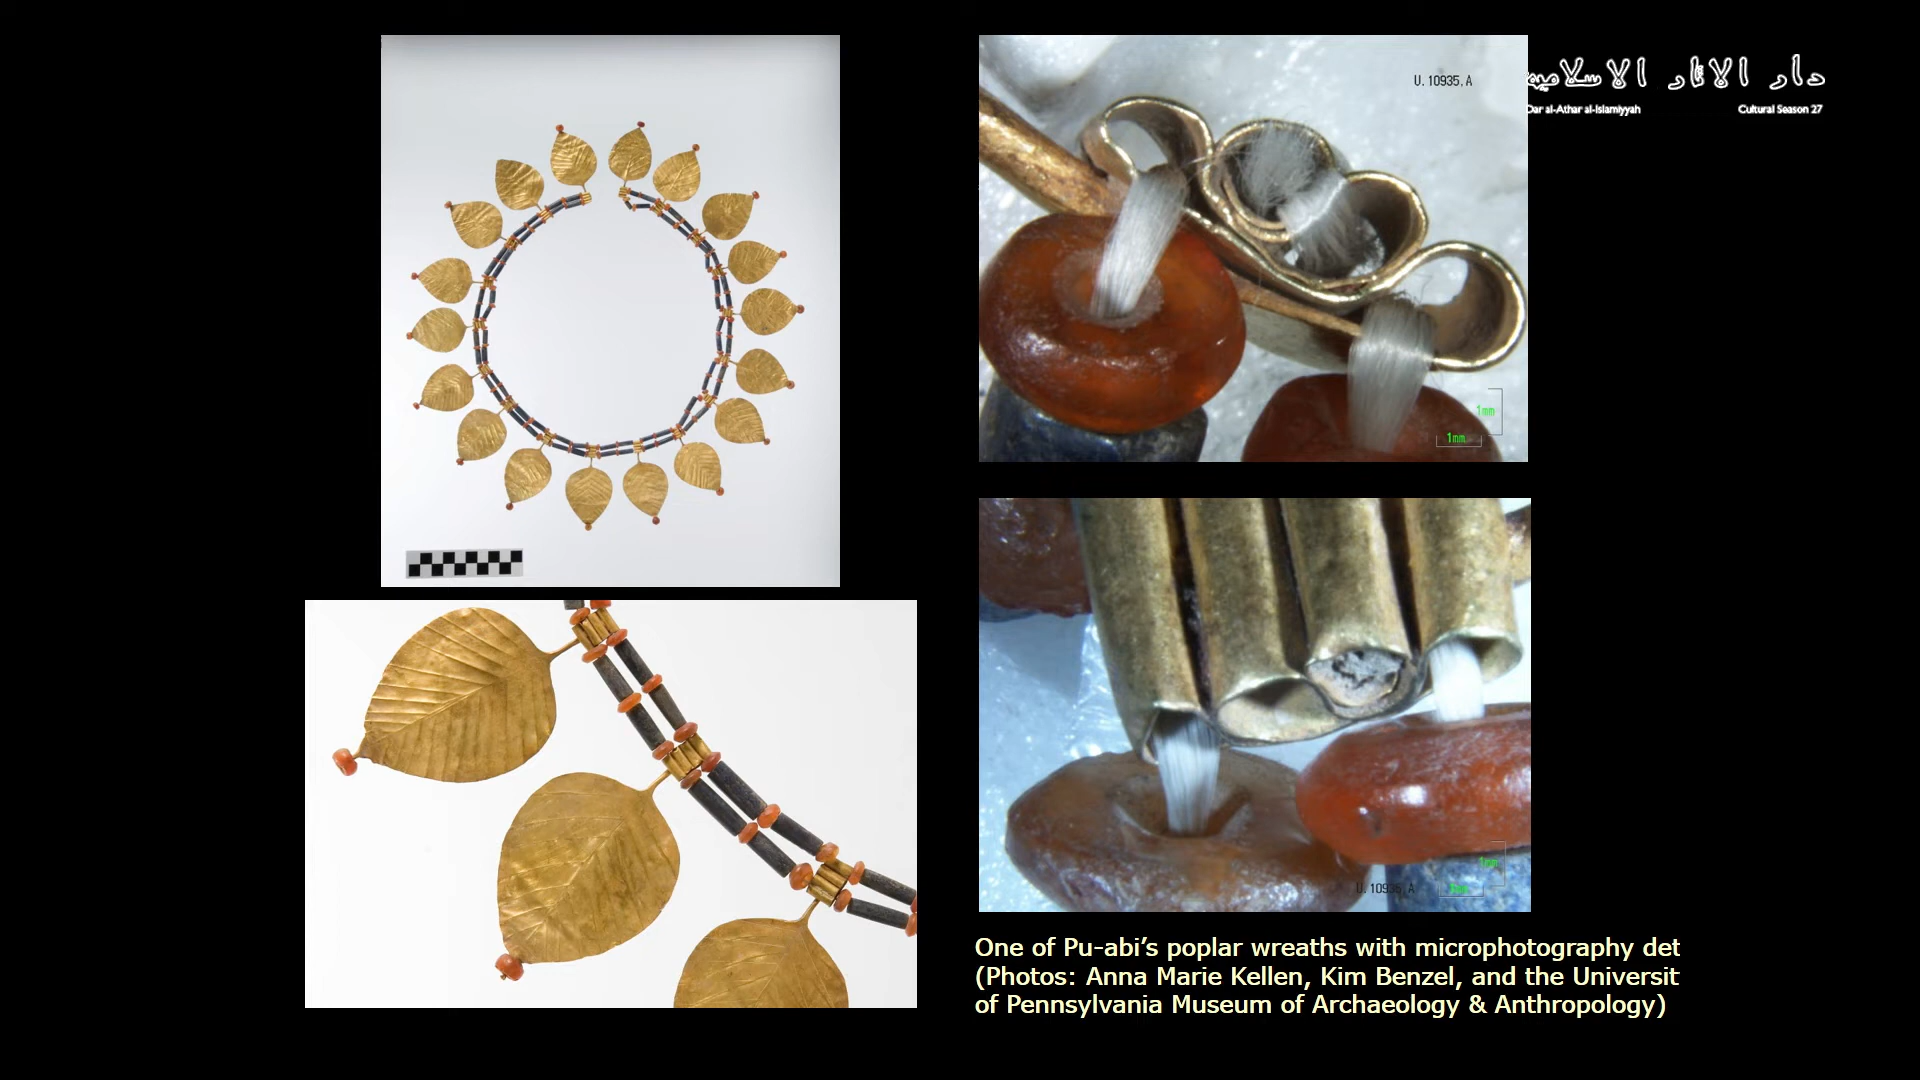 U. 10935, A
دار الآثار الإسلامية
Dar al-Athar al-Islamiyyah
Cultural Season 27
1mm
1mm
1mm
1mm
U. 10935, A
One of Pu-abi’s poplar wreaths with microphotography det
(Photos: Anna Marie Kellen, Kim Benzel, and the Universit
of Pennsylvania Museum of Archaeology & Anthropology)